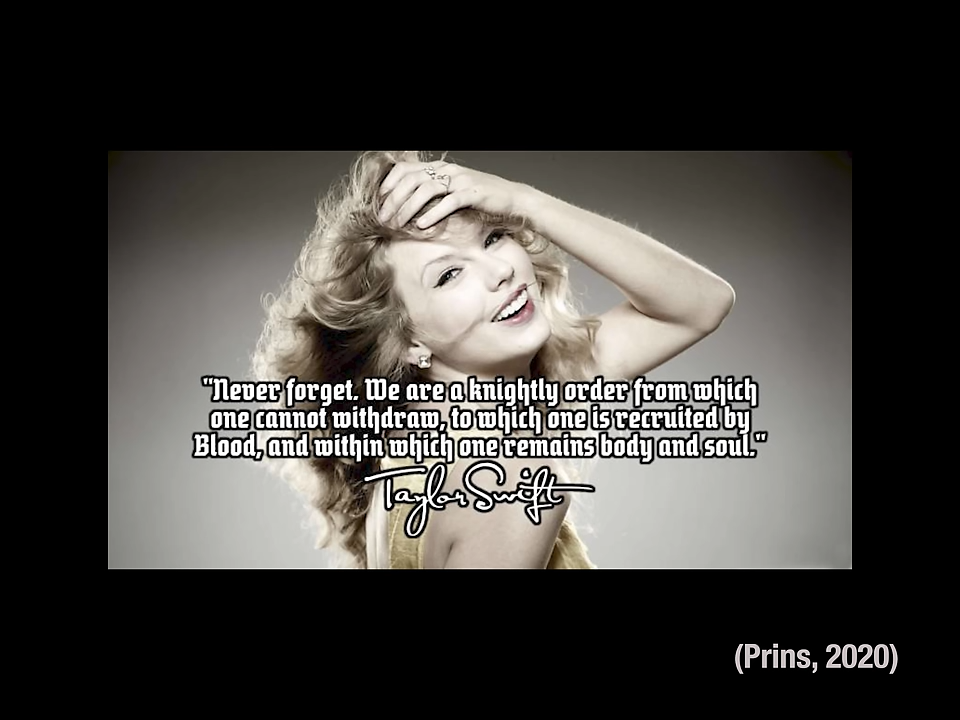 "Never forget. We are a knightly order from which
one cannot withdraw, to which one is recruited by
Blood, and within which one remains body and soul."
Taylor Swift
(Prins, 2020)